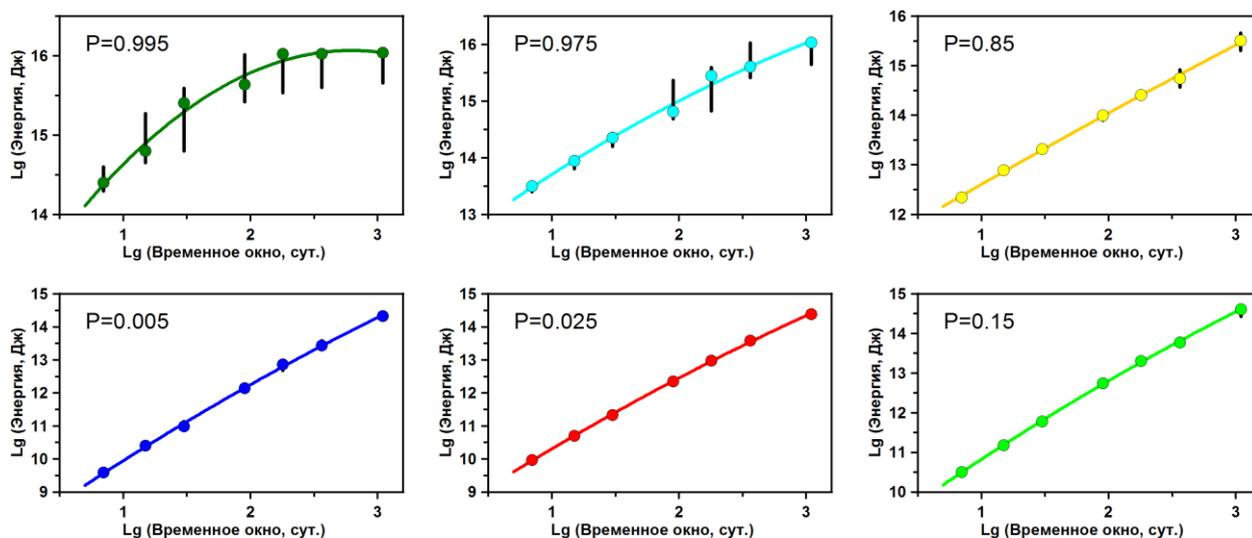 P=0.995
Lg (Энергия, Дж)
16
15
14
1 2 3
Lg (Временное окно, сут.)
P=0.975
Lg (Энергия, Дж)
16
15
14
13
1 2 3
Lg (Временное окно, сут.)
P=0.85
Lg (Энергия, Дж)
16
15
14
13
12
1 2 3
Lg (Временное окно, сут.)
P=0.005
Lg (Энергия, Дж)
15
14
13
12
11
10
9
1 2 3
Lg (Временное окно, сут.)
P=0.025
Lg (Энергия, Дж)
15
14
13
12
11
10
9
1 2 3
Lg (Временное окно, сут.)
P=0.15
Lg (Энергия, Дж)
15
14
13
12
11
10
1 2 3
Lg (Временное окно, сут.)